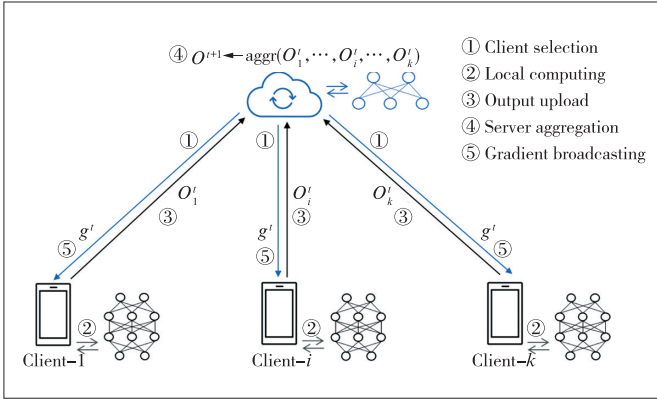 ④ O^{t+1} ← aggr(O_1^t, ⋯, O_i^t, ⋯, O_k^t)
① Client selection
② Local computing
③ Output upload
④ Server aggregation
⑤ Gradient broadcasting
① ① ①
O_1^t O_i^t O_k^t
③ ③ ③
g^t g^t g^t
⑤ ⑤ ⑤
② ② ②
Client-1 Client-i Client-k